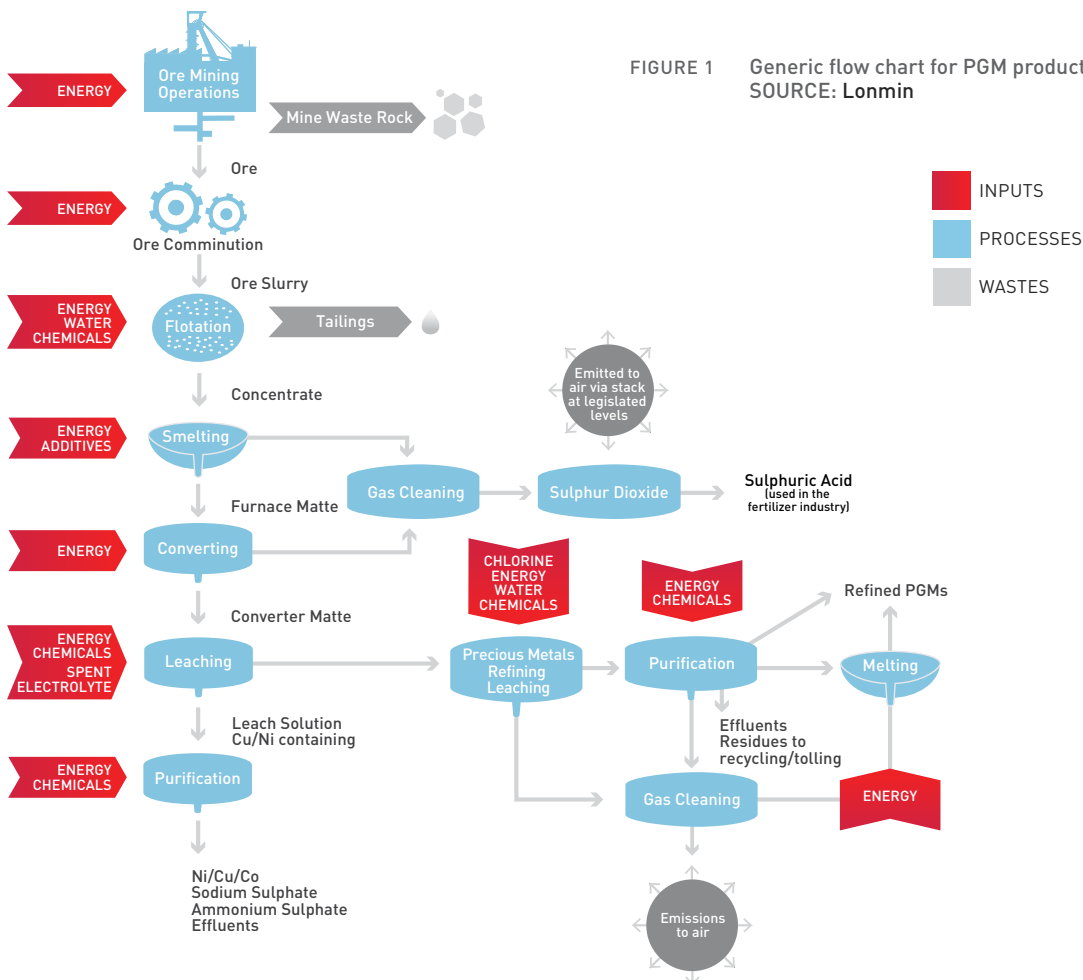 FIGURE 1 Generic flow chart for PGM product
SOURCE: Lonmin
INPUTS
PROCESSES
WASTES
ENERGY
Ore Mining
Operations
Mine Waste Rock
Ore
ENERGY
Ore Comminution
Ore Slurry
ENERGY
WATER
CHEMICALS
Flotation
Tailings
Concentrate
ENERGY
ADDITIVES
Smelting
Furnace Matte
Gas Cleaning
Sulphur Dioxide
Emitted to
air via stack
at legislated
levels
Sulphuric Acid
(used in the
fertilizer industry)
ENERGY
Converting
Converter Matte
ENERGY
CHEMICALS
SPENT
ELECTROLYTE
Leaching
Leach Solution
Cu/Ni containing
CHLORINE
ENERGY
WATER
CHEMICALS
Precious Metals
Refining
Leaching
ENERGY
CHEMICALS
Purification
Refined PGMs
Melting
Effluents
Residues to
recycling/tolling
ENERGY
CHEMICALS
Purification
Gas Cleaning
ENERGY
Ni/Cu/Co
Sodium Sulphate
Ammonium Sulphate
Effluents
Emissions
to air